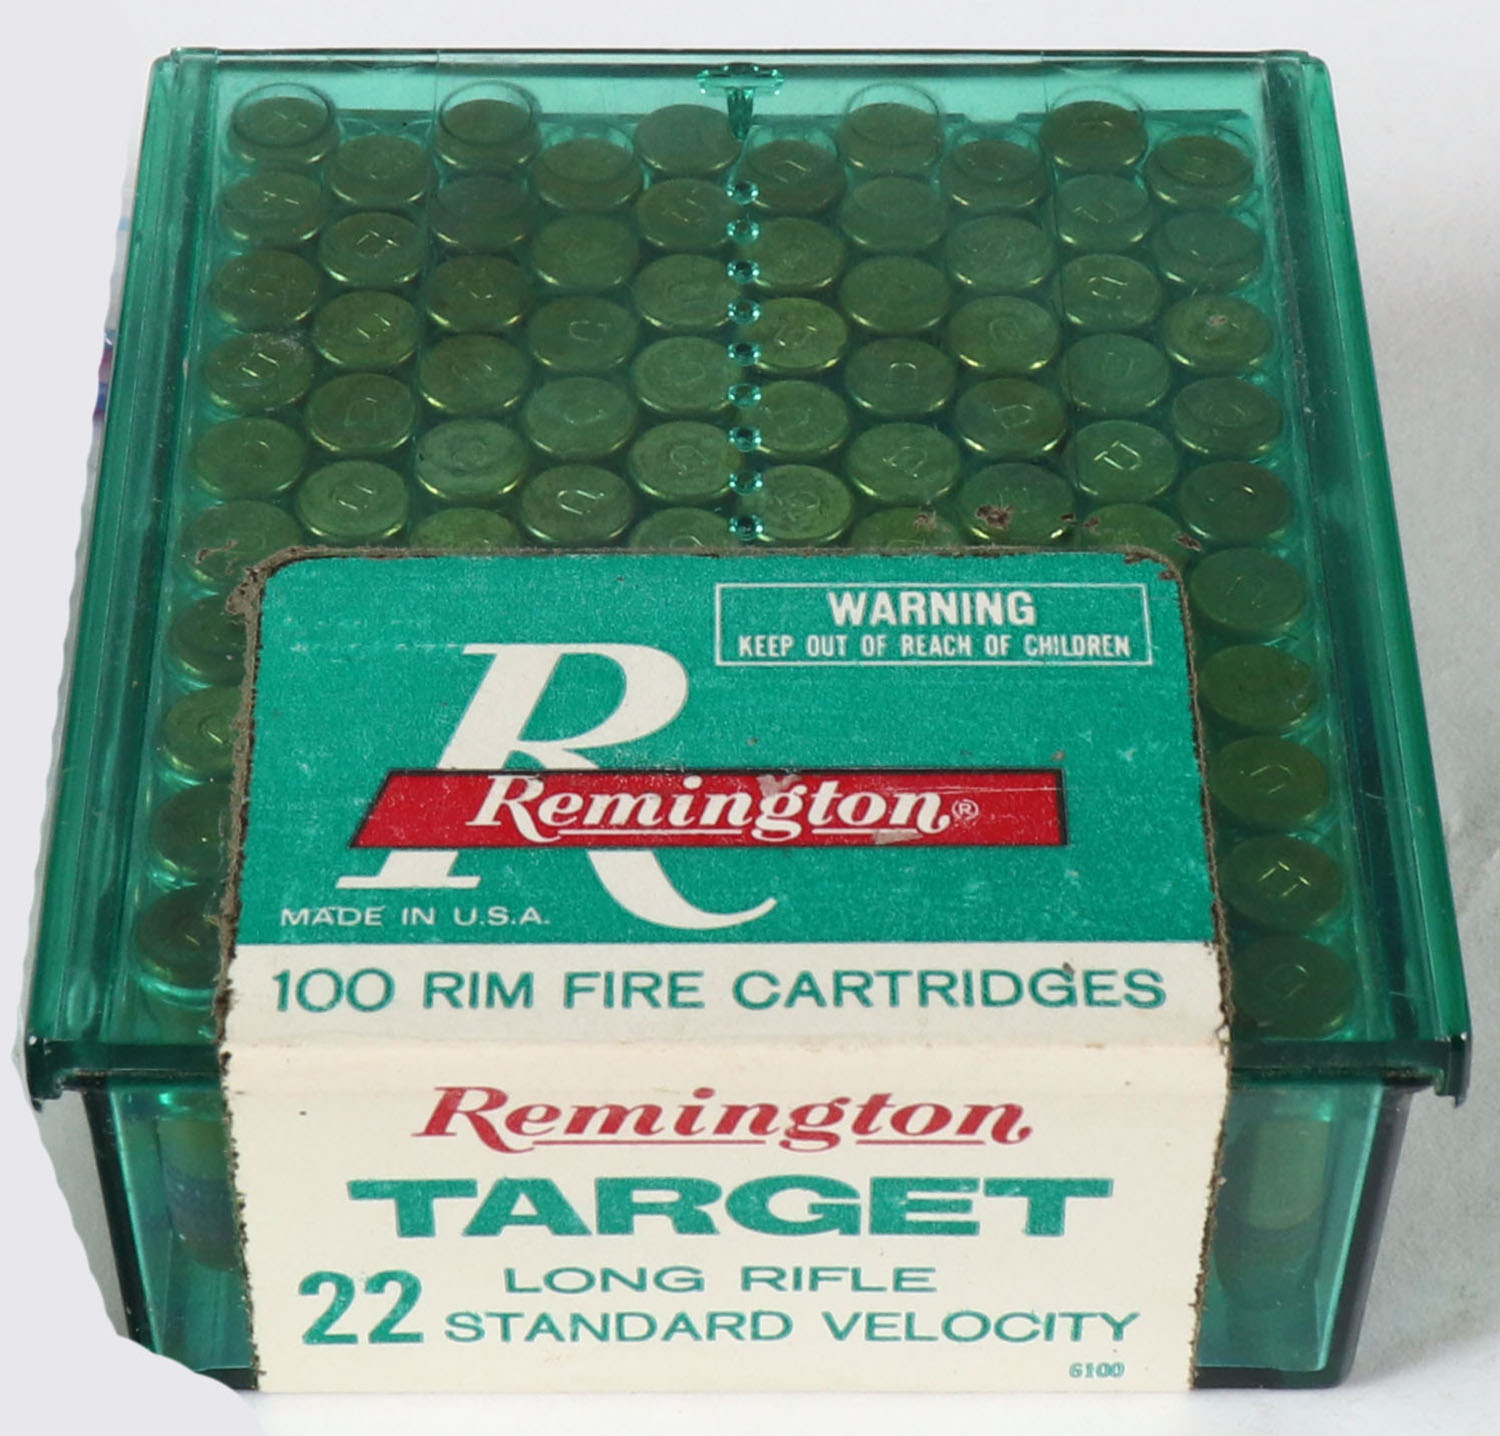 WARNING
KEEP OUT OF REACH OF CHILDREN
R
Remington®
MADE IN U.S.A.
100 RIM FIRE CARTRIDGES
Remington
TARGET
22 LONG RIFLE
STANDARD VELOCITY
6100